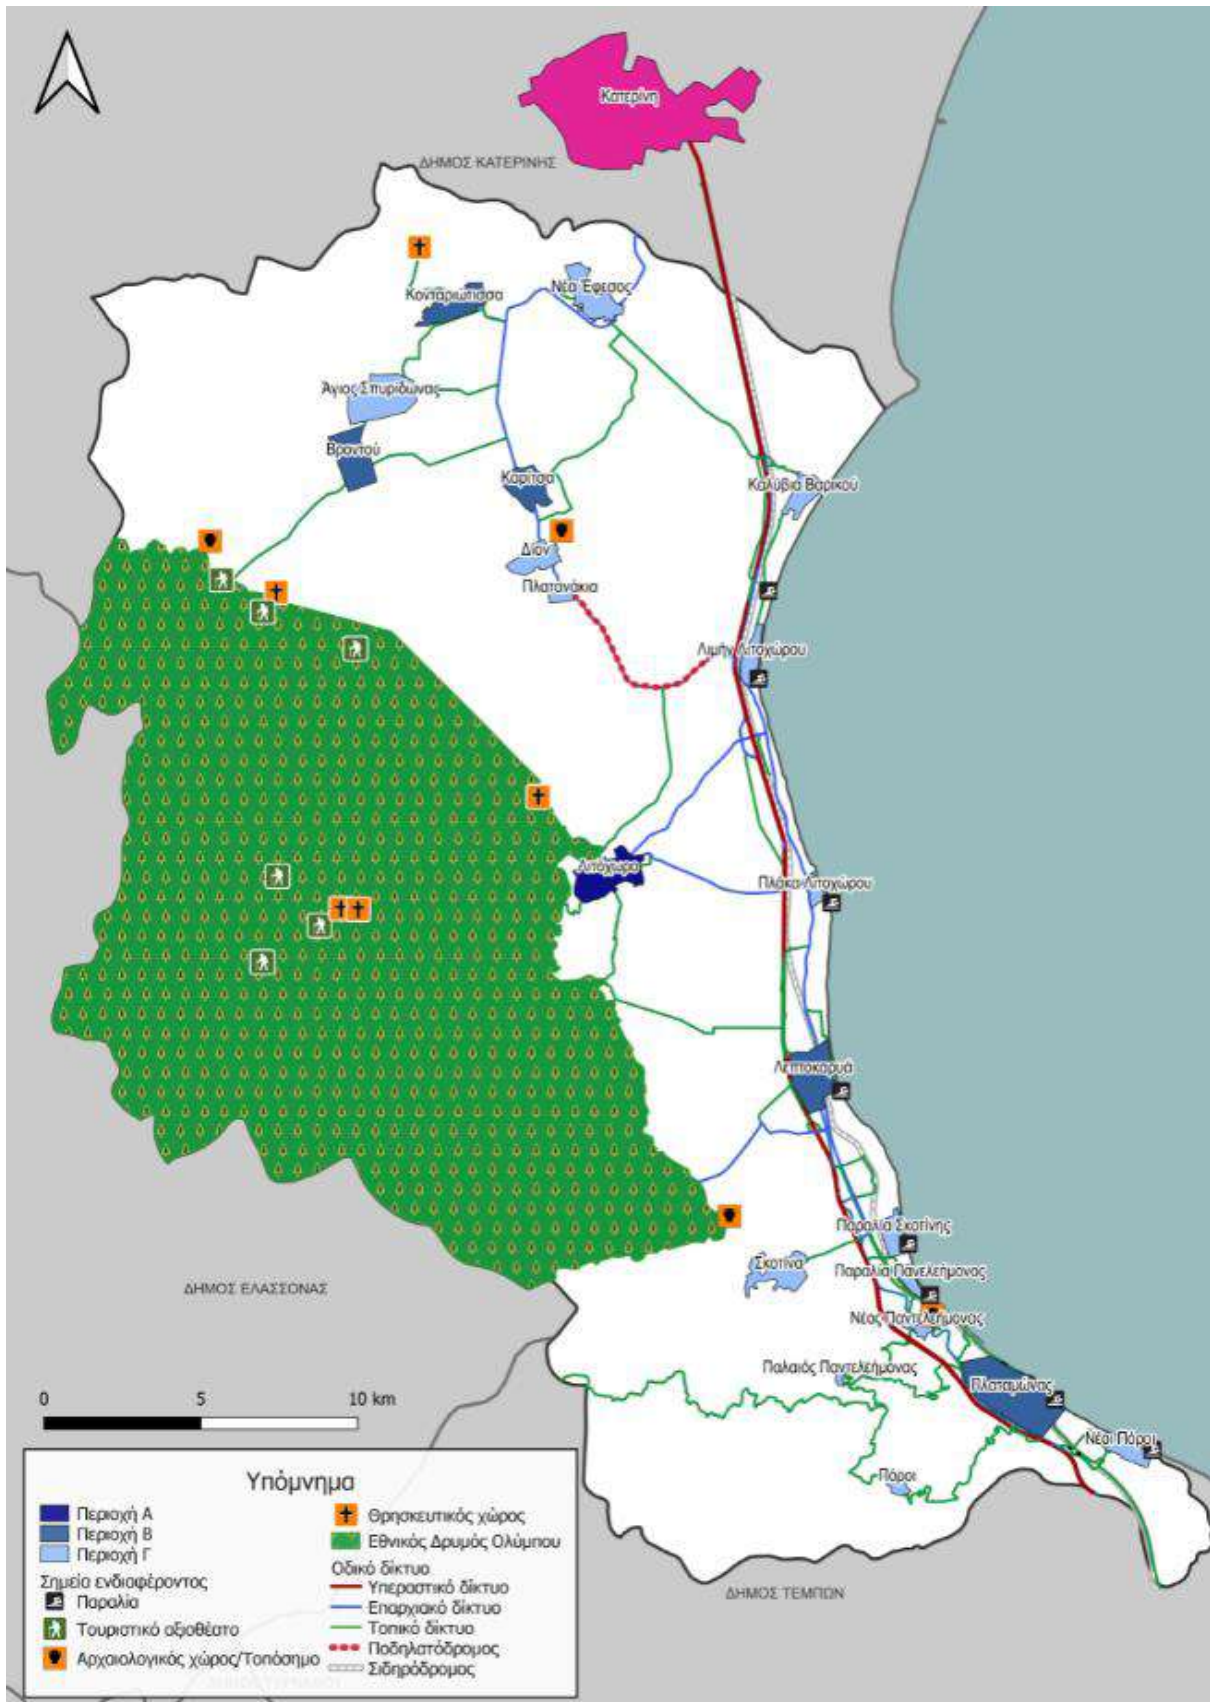 Κατερίνη
ΔΗΜΟΣ ΚΑΤΕΡΙΝΗΣ
Κονταριώτισσα
Νέα Έφεσος
Άγιος Σπυρίδωνας
Βροντού
Καρίτσα
Καλύβια Βαρικού
Δίον
Πλατανάκια
Λιμήν Λιτοχώρου
Λιτόχωρο
Πλάκα Λιτοχώρου
Λεπτοκαρυά
Παραλία Σκοτίνης
Σκοτίνα
Παραλία Πανελεήμονας
ΔΗΜΟΣ ΕΛΑΣΣΟΝΑΣ
Νέος Παντελεήμονας
Παλαιός Παντελεήμονας
Πλαταμώνας
0 5 10 km
Νέοι Πόροι
Πόροι
Υπόμνημα
Περιοχή Α
Περιοχή Β
Περιοχή Γ
Σημεία ενδιαφέροντος
Παραλία
Τουριστικά αξιοθέατα
Αρχαιολογικός χώρος/Τοπόσημο
Θρησκευτικός χώρος
Εθνικός Δρυμός Ολύμπου
Οδικό δίκτυο
Υπεραστικό δίκτυο
Επαρχιακό δίκτυο
Τοπικό δίκτυο
Ποδηλατόδρομος
Σιδηρόδρομος
ΔΗΜΟΣ ΤΕΜΠΩΝ